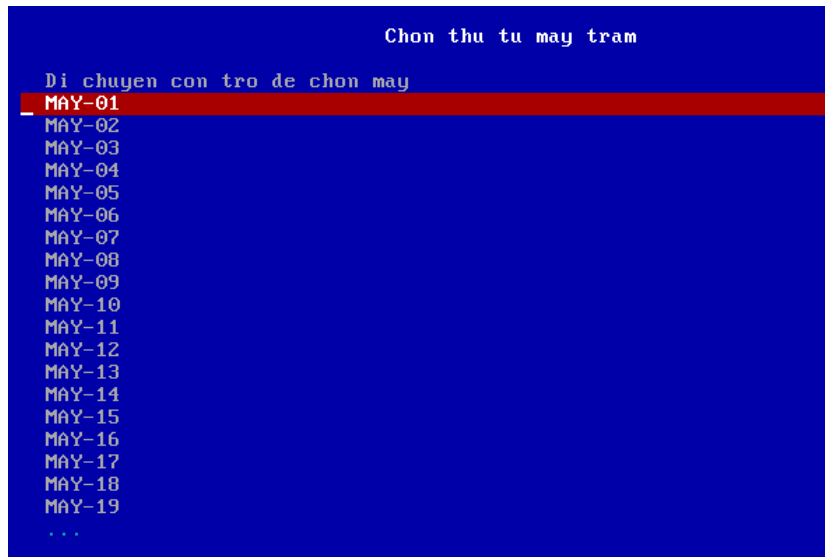 Chon thu tu may tram
Di chuyen con tro de chon may
MAY-01
MAY-02
MAY-03
MAY-04
MAY-05
MAY-06
MAY-07
MAY-08
MAY-09
MAY-10
MAY-11
MAY-12
MAY-13
MAY-14
MAY-15
MAY-16
MAY-17
MAY-18
MAY-19
...